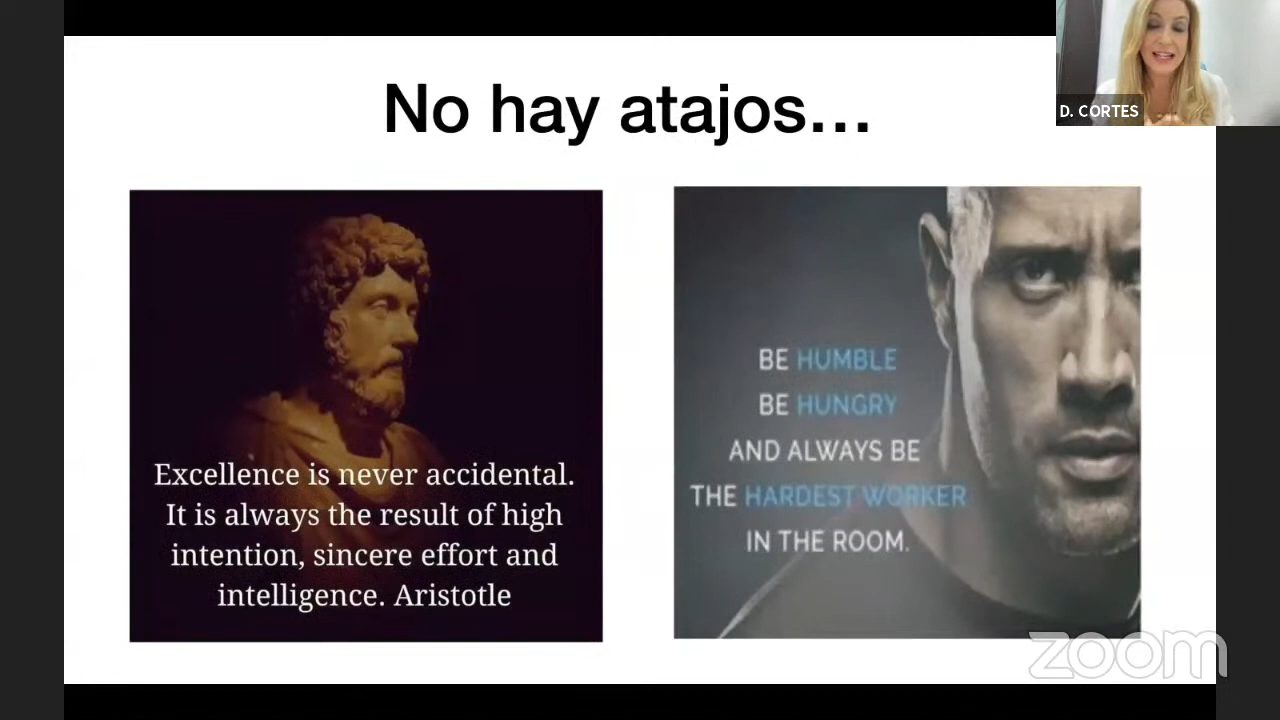 No hay atajos...
D. CORTES
Excellence is never accidental.
It is always the result of high
intention, sincere effort and
intelligence. Aristotle
BE HUMBLE
BE HUNGRY
AND ALWAYS BE
THE HARDEST WORKER
IN THE ROOM.
zoom